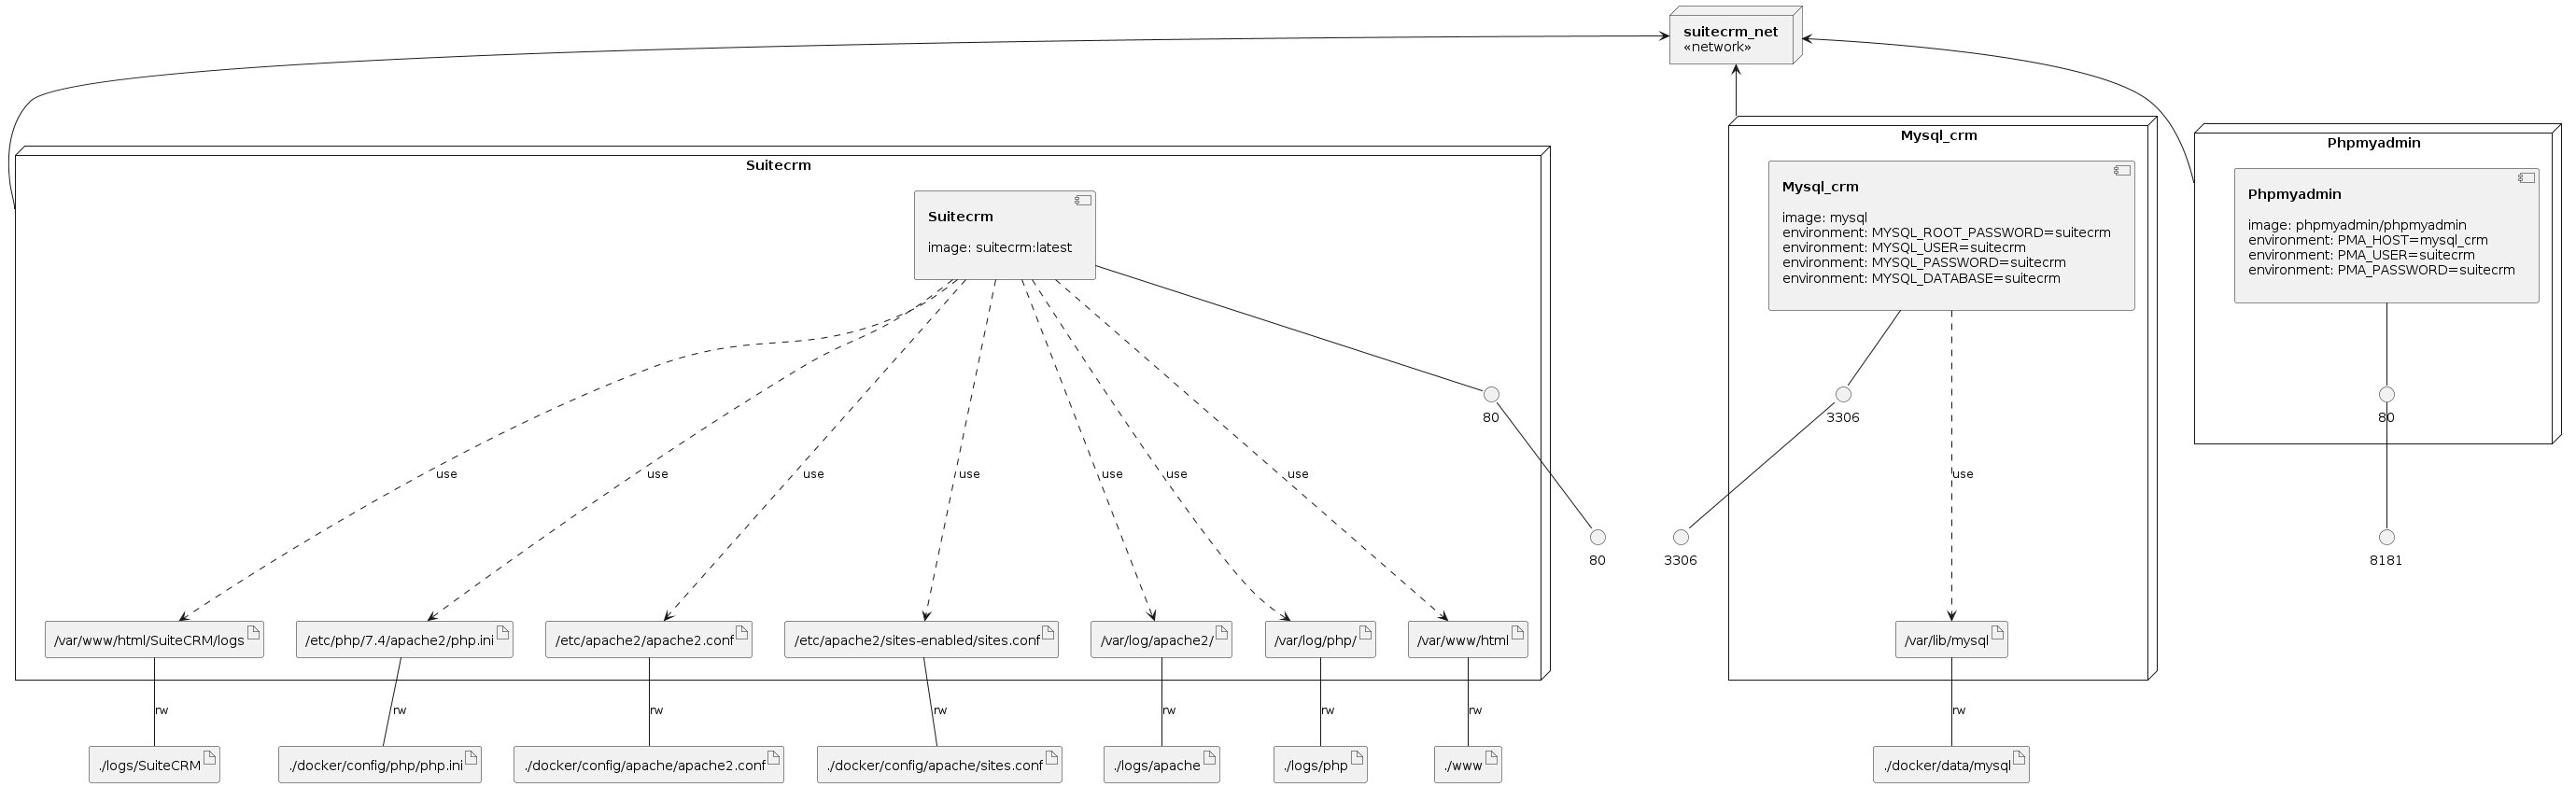 suitecrm_net
«network»
Suitecrm
Suitecrm
image: suitecrm:latest
Mysql_crm
Mysql_crm
image: mysql
environment: MYSQL_ROOT_PASSWORD=suitecrm
environment: MYSQL_USER=suitecrm
environment: MYSQL_PASSWORD=suitecrm
environment: MYSQL_DATABASE=suitecrm
Phpmyadmin
Phpmyadmin
image: phpmyadmin/phpmyadmin
environment: PMA_HOST=mysql_crm
environment: PMA_USER=suitecrm
environment: PMA_PASSWORD=suitecrm
80
3306
80
use
use
use
use
use
use
use
use
80
3306
8181
/var/www/html/SuiteCRM/logs
/etc/php/7.4/apache2/php.ini
/etc/apache2/apache2.conf
/etc/apache2/sites-enabled/sites.conf
/var/log/apache2/
/var/log/php/
/var/www/html
/var/lib/mysql
rw
rw
rw
rw
rw
rw
rw
rw
./logs/SuiteCRM
./docker/config/php/php.ini
./docker/config/apache/apache2.conf
./docker/config/apache/sites.conf
./logs/apache
./logs/php
./www
./docker/data/mysql